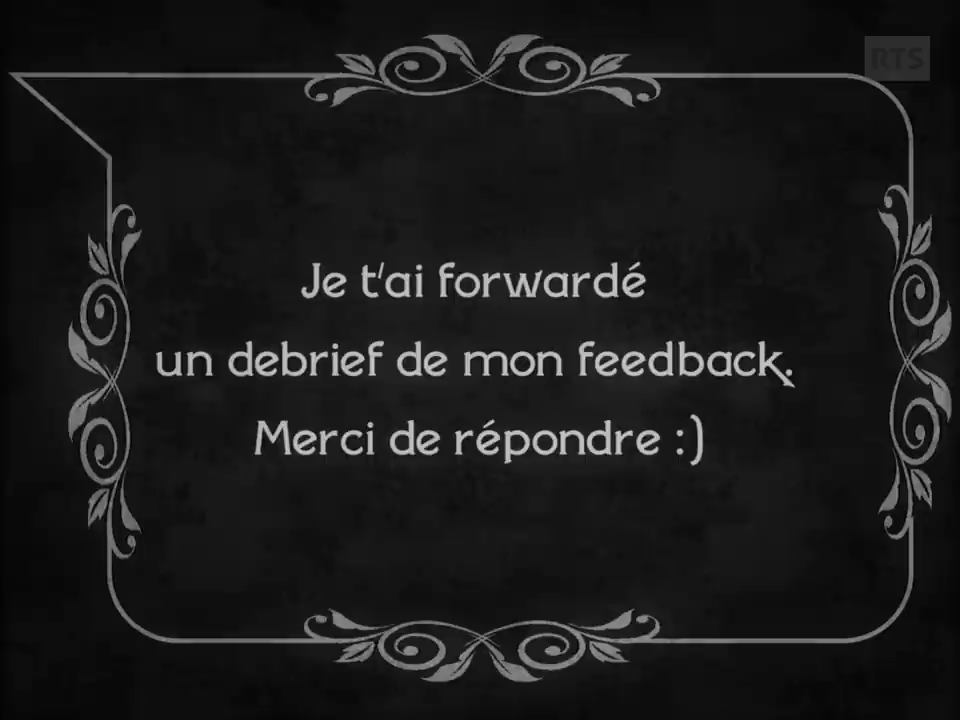 RTS
Je t'ai forwardé
un debrief de mon feedback.
Merci de répondre :)